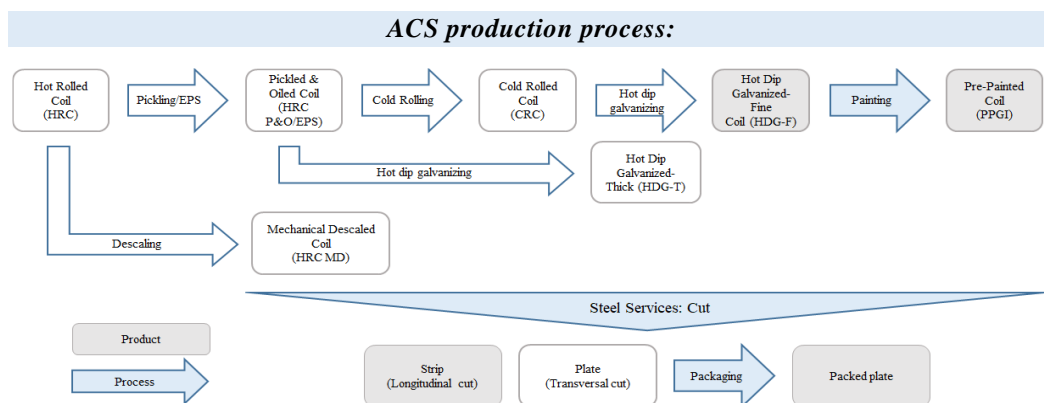 ACS production process:
Hot Rolled
Coil
(HRC)
Pickling/EPS
Pickled &
Oiled Coil
(HRC
P&O/EPS)
Cold Rolling
Cold Rolled
Coil
(CRC)
Hot dip
galvanizing
Hot Dip
Galvanized-
Fine
Coil (HDG-F)
Painting
Pre-Painted
Coil
(PPGI)
Hot dip galvanizing
Hot Dip
Galvanized-
Thick (HDG-T)
Descaling
Mechanical Descaled
Coil
(HRC MD)
Steel Services: Cut
Product
Process
Strip
(Longitudinal cut)
Plate
(Transversal cut)
Packaging
Packed plate